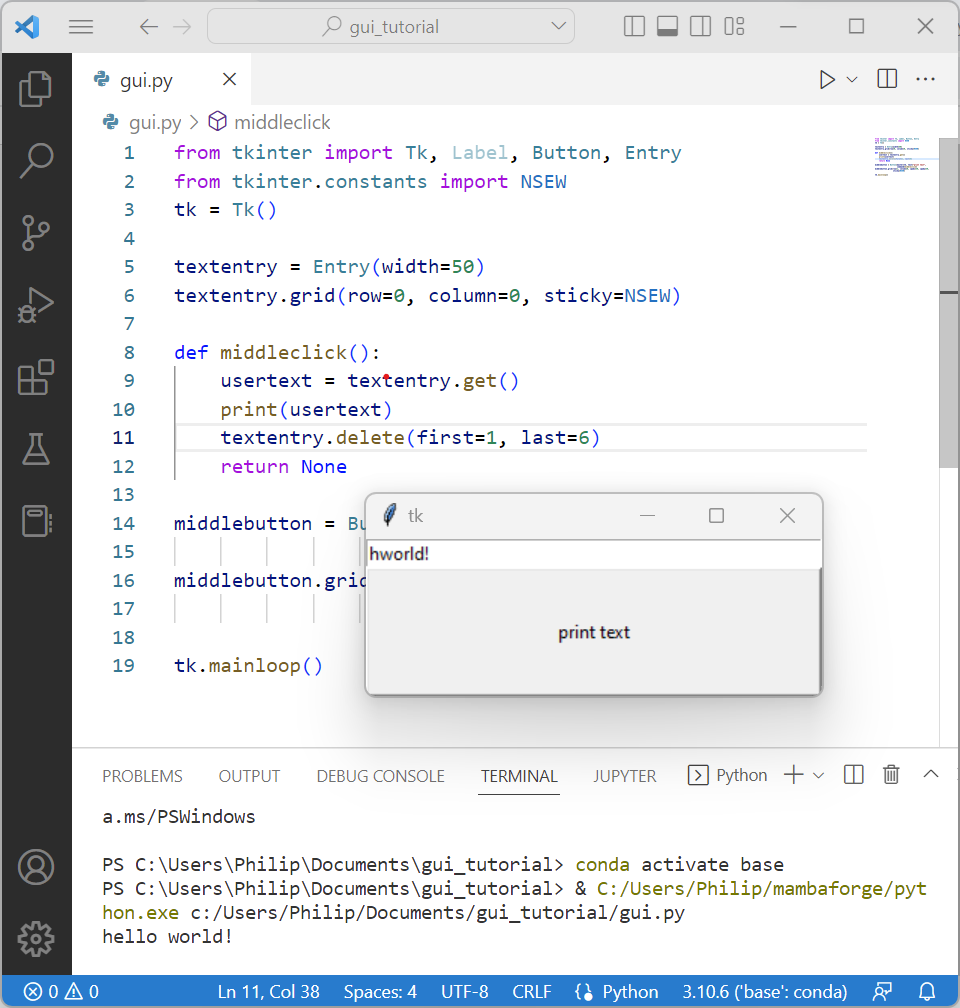 gui_tutorial
gui.py
gui.py > middleclick
1 from tkinter import Tk, Label, Button, Entry
2 from tkinter.constants import NSEW
3 tk = Tk()
4
5 textentry = Entry(width=50)
6 textentry.grid(row=0, column=0, sticky=NSEW)
7
8 def middleclick():
9 usertext = textentry.get()
10 print(usertext)
11 textentry.delete(first=1, last=6)
12 return None
13
14 middlebutton = Bu
15
16 middlebutton.grid
17
18
19 tk.mainloop()
tk
hworld!
print text
PROBLEMS OUTPUT DEBUG CONSOLE TERMINAL JUPYTER Python
a.ms/PSWindows
PS C:\Users\Philip\Documents\gui_tutorial> conda activate base
PS C:\Users\Philip\Documents\gui_tutorial> & C:/Users/Philip/mambaforge/pyt
hon.exe c:/Users/Philip/Documents/gui_tutorial/gui.py
hello world!
0 0 Ln 11, Col 38 Spaces: 4 UTF-8 CRLF Python 3.10.6 ('base': conda)